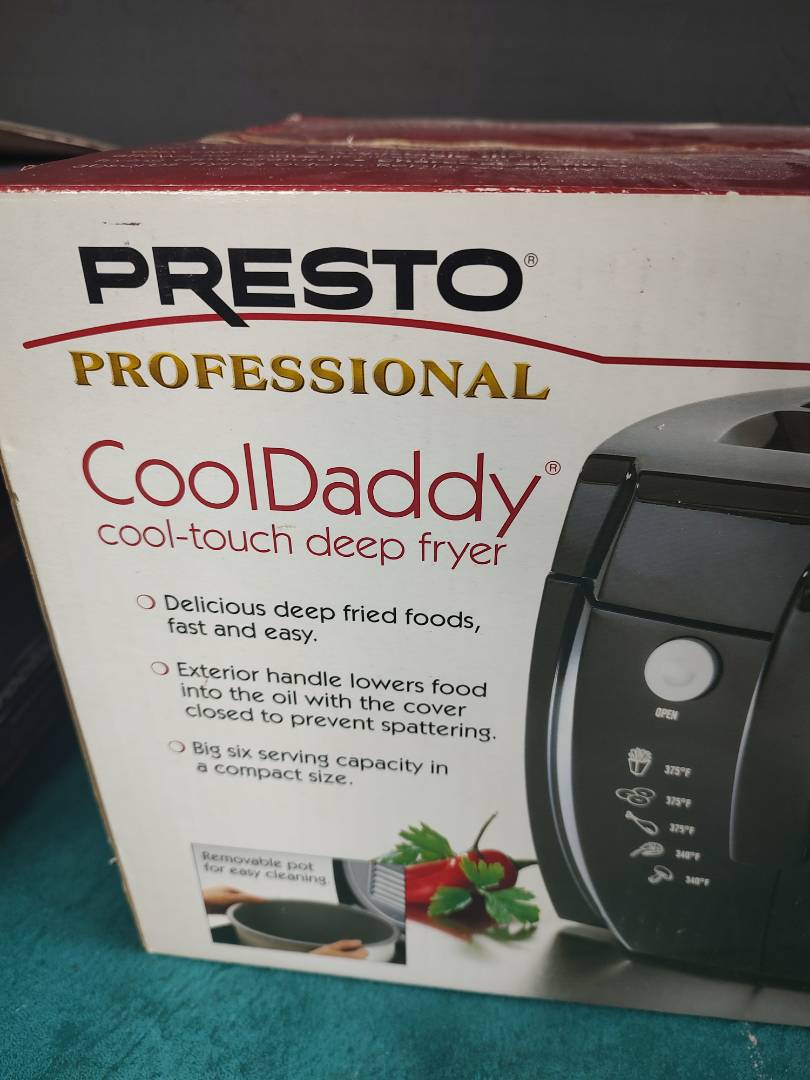 PRESTO®
PROFESSIONAL
CoolDaddy®
cool-touch deep fryer
Delicious deep fried foods,
fast and easy.
Exterior handle lowers food
into the oil with the cover
closed to prevent spattering.
Big six serving capacity in
a compact size.
Removable pot
for easy cleaning.
OPEN
375°F
375°F
375°F
340°F
340°F